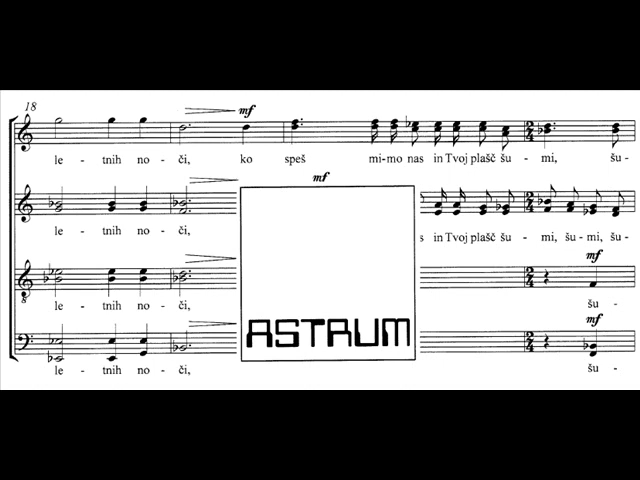 18
mf
le - tnih no - či, ko speš mi-mo nas in Tvoj plašč šu - mi, šu-
mf
le - tnih no - či, s in Tvoj plašč šu - mi, šu-mi, šu-
mf
8
le - tnih no - či, šu-
mf
ASTRUM
le - tnih no - či, šu-